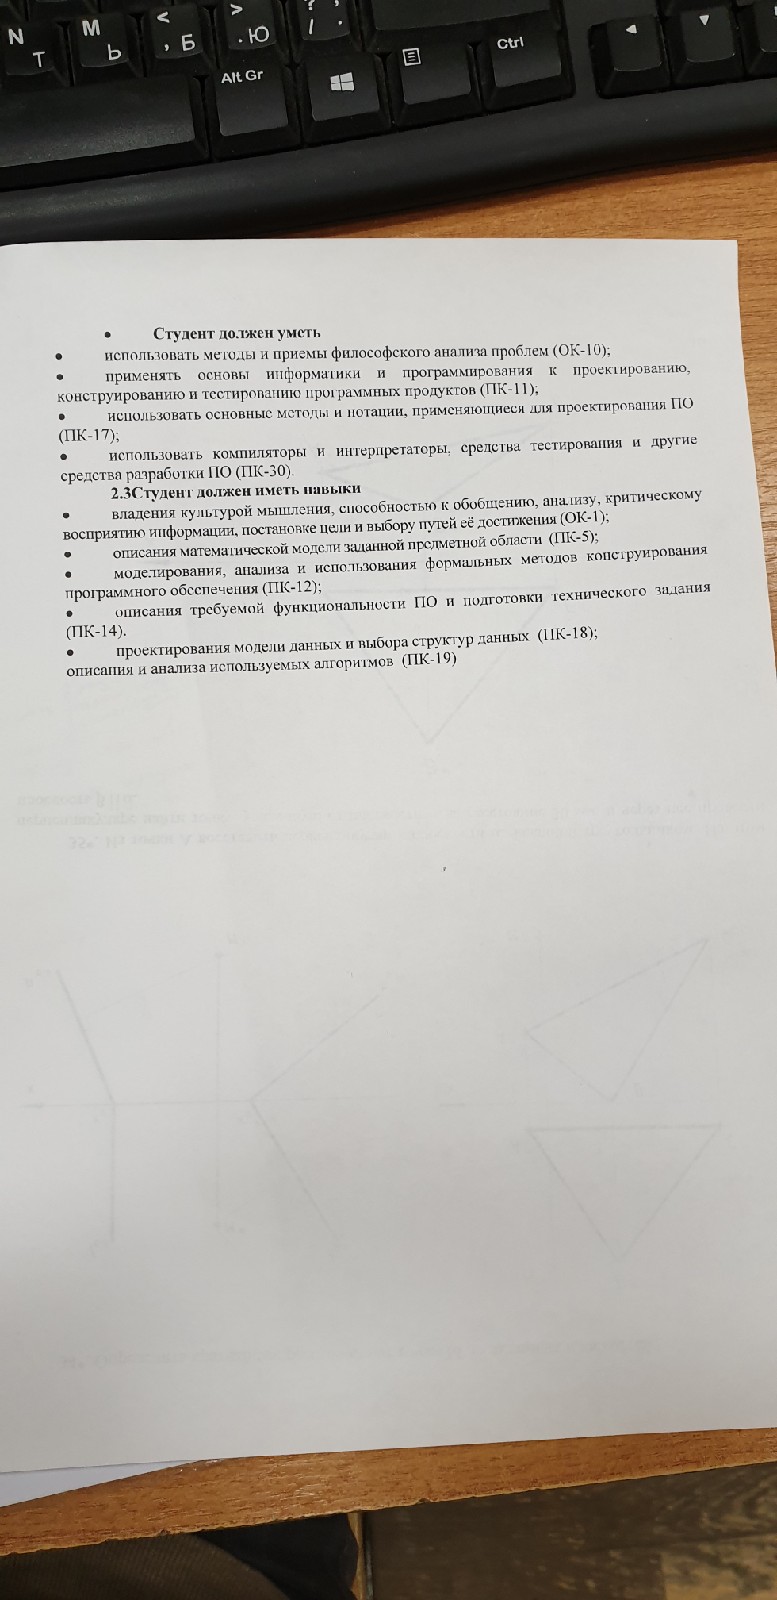 N
Т
M
Ь
<
, Б
>
. Ю
?
/ .
Alt Gr
Ctrl
• Студент должен уметь
• использовать методы и приемы философского анализа проблем (ОК-10);
• применять основы информатики и программирования к проектированию,
конструированию и тестированию программных продуктов (ПК-11);
• использовать основные методы и нотации, применяющиеся для проектирования ПО
(ПК-17);
• использовать компиляторы и интерпретаторы, средства тестирования и другие
средства разработки ПО (ПК-30).
2.3Студент должен иметь навыки
• владения культурой мышления, способностью к обобщению, анализу, критическому
восприятию информации, постановке цели и выбору путей её достижения (ОК-1);
• описания математической модели заданной предметной области (ПК-5);
• моделирования, анализа и использования формальных методов конструирования
программного обеспечения (ПК-12);
• описания требуемой функциональности ПО и подготовки технического задания
(ПК-14).
• проектирования модели данных и выбора структур данных (ПК-18);
описания и анализа используемых алгоритмов (ПК-19)